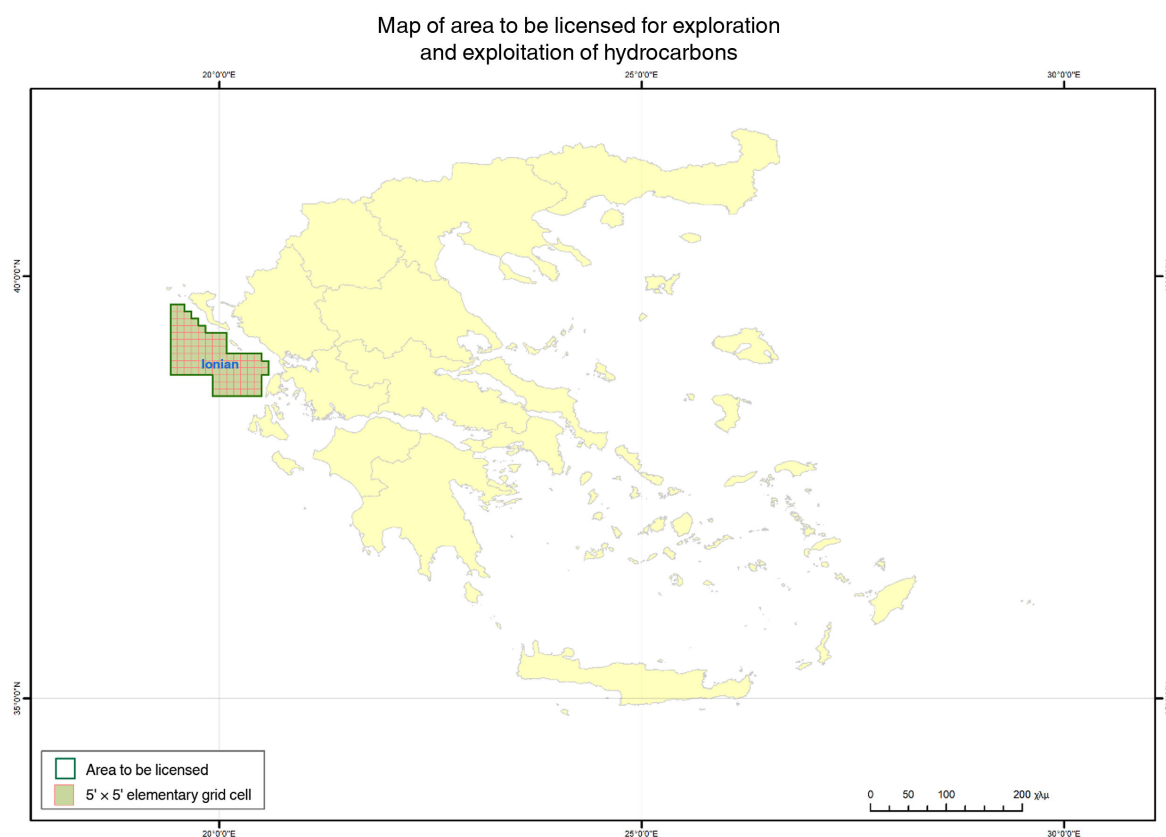 Map of area to be licensed for exploration
and exploitation of hydrocarbons
20°0'0"E 25°0'0"E 30°0'0"E
40°0'0"N
Ionian
35°0'0"N
Area to be licensed
5' × 5' elementary grid cell
0 50 100 200 χλμ
20°0'0"E 25°0'0"E 30°0'0"E